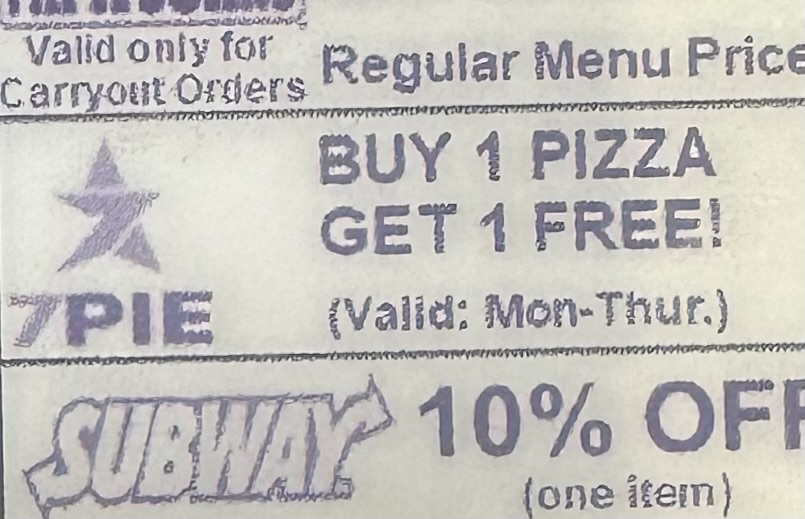 Valid only for
Carryout Orders
Regular Menu Price
BUY 1 PIZZA
GET 1 FREE!
7PIE
(Valid: Mon-Thur.)
SUBWAY
10% OFF
(one item)